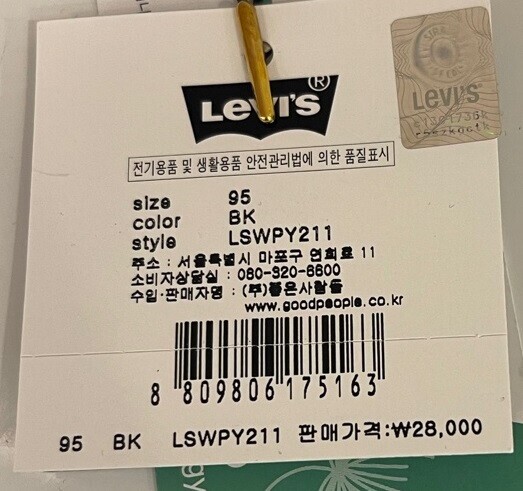 LEVI'S®
LEVI'S
전기용품 및 생활용품 안전관리법에 의한 품질표시
size 95
color BK
style LSWPY211
주소 : 서울특별시 마포구 연희로 11
소비자상담실 : 080-320-6600
수입·판매자명 : (주)좋은사람들
www.goodpeople.co.kr
8 809806 175163
95 BK LSWPY211 판매가격:₩28,000